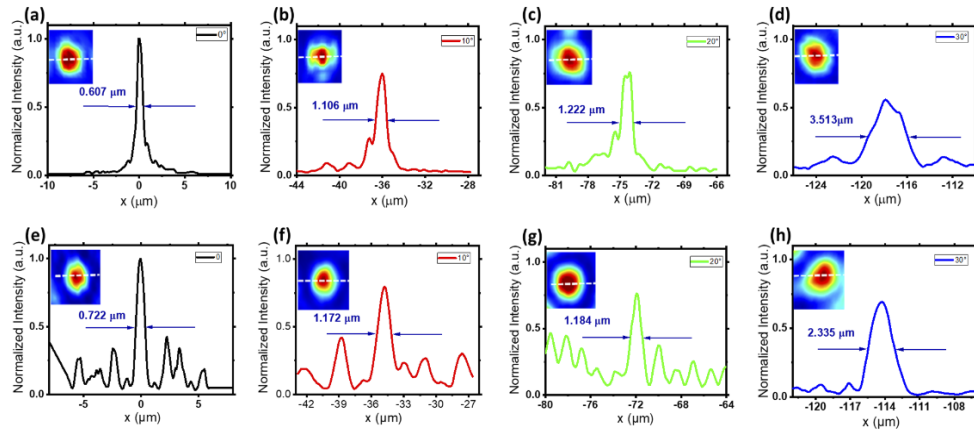 (a)
0°
0.607 µm
Normalized Intensity (a.u.)
1.0
0.5
0.0
-10 -5 0 5 10
x (µm)
(b)
10°
1.106 µm
Normalized Intensity (a.u.)
1.0
0.5
0.0
-44 -40 -36 -32 -28
x (µm)
(c)
20°
1.222 µm
Normalized Intensity (a.u.)
1.0
0.5
0.0
-81 -78 -75 -72 -69 -66
x (µm)
(d)
30°
3.513µm
Normalized Intensity (a.u.)
1.0
0.5
0.0
-124 -120 -116 -112
x (µm)
(e)
0
0.722 µm
Normalized Intensity (a.u.)
1.0
0.5
0.0
-5 0 5
x (µm)
(f)
10°
1.172 µm
Normalized Intensity (a.u.)
1.0
0.5
0.0
-42 -39 -36 -33 -30 -27
x (µm)
(g)
20°
1.184 µm
Normalized Intensity (a.u.)
1.0
0.5
0.0
-80 -76 -72 -68 -64
x (µm)
(h)
30°
2.335 µm
Normalized Intensity (a.u.)
1.0
0.5
0.0
-120 -117 -114 -111 -108
x (µm)